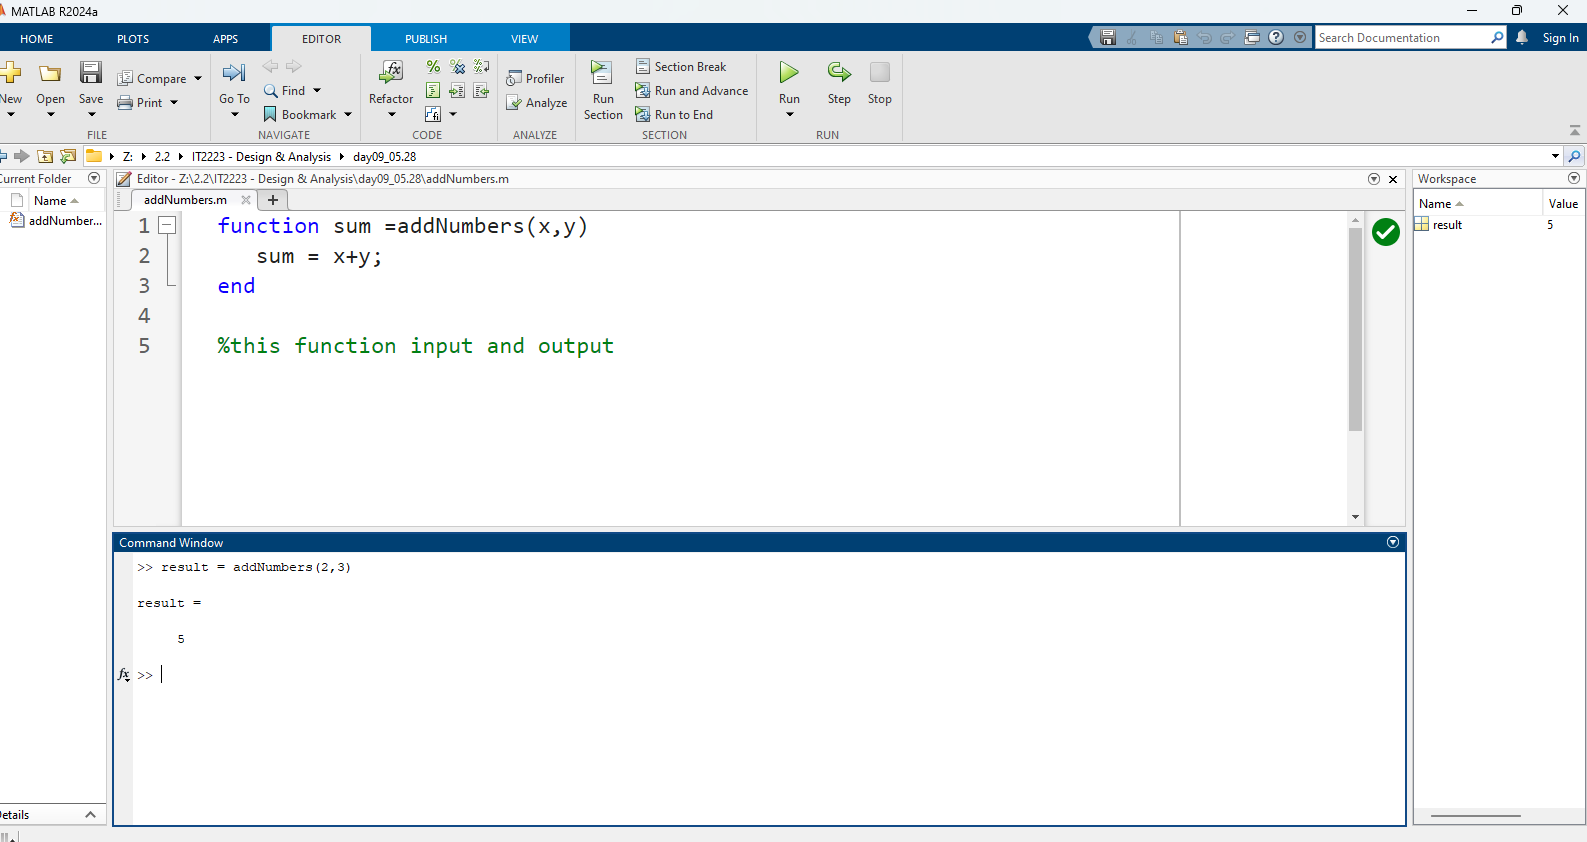 MATLAB R2024a
HOME PLOTS APPS EDITOR PUBLISH VIEW
Search Documentation
Sign In
New
Open
Save
Compare
Print
FILE
Go To
Find
Bookmark
NAVIGATE
Refactor
CODE
Profiler
Analyze
ANALYZE
Run
Section
Section Break
Run and Advance
Run to End
SECTION
Run
Step
Stop
RUN
Z: 2.2 IT2223 - Design & Analysis day09_05.28
Current Folder
Name
addNumber...
Details
Editor - Z:\2.2\IT2223 - Design & Analysis\day09_05.28\addNumbers.m
addNumbers.m
1 function sum =addNumbers(x,y)
2 sum = x+y;
3 end
4
5 %this function input and output
Command Window
>> result = addNumbers(2,3)
result =
5
fx >>
Workspace
Name Value
result 5